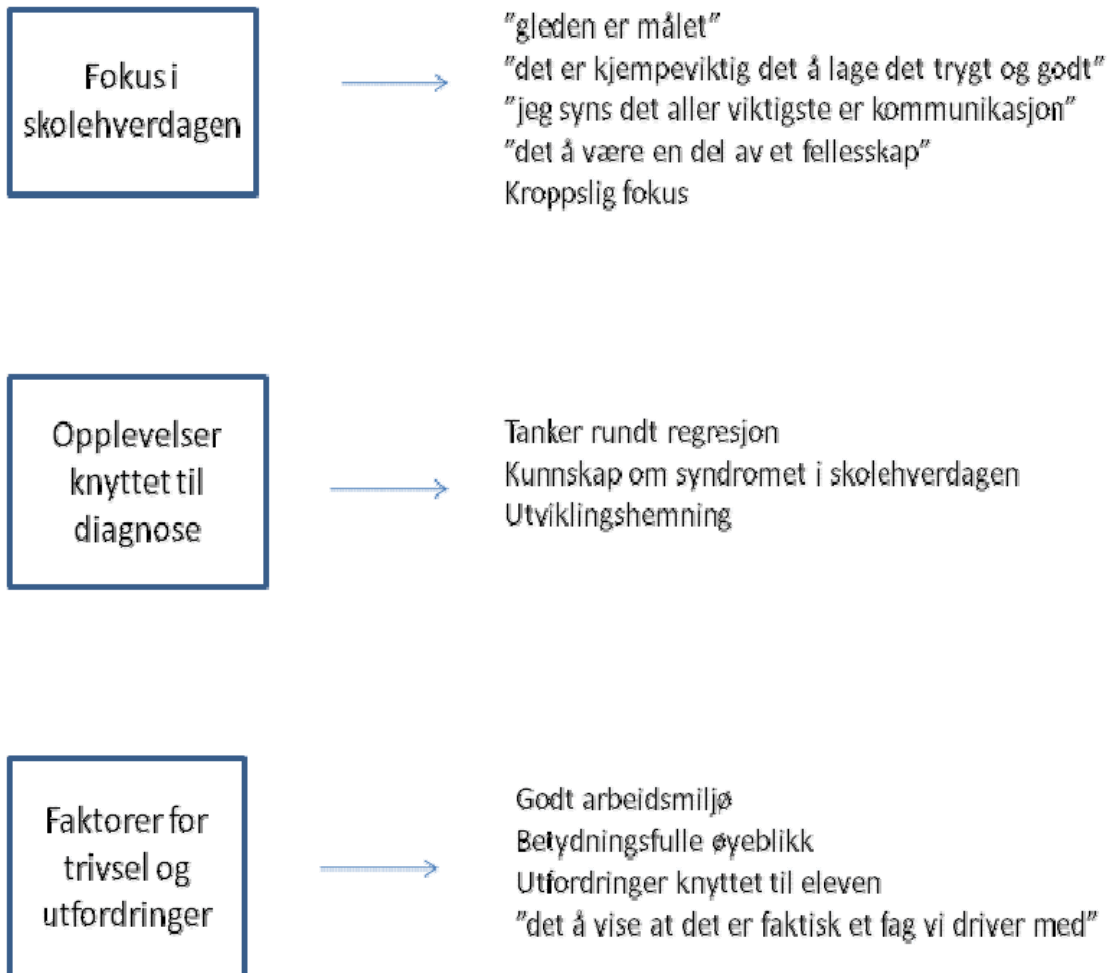 Fokus i
skolehverdagen
"gleden er målet"
"det er kjempeviktig det å lage det trygt og godt"
"jeg syns det aller viktigste er kommunikasjon"
"det å være en del av et fellesskap"
Kroppslig fokus
Opplevelser
knyttet til
diagnose
Tanker rundt regresjon
Kunnskap om syndromet i skolehverdagen
Utviklingshemning
Faktorer for
trivsel og
utfordringer
Godt arbeidsmiljø
Betydningsfulle øyeblikk
Utfordringer knyttet til eleven
"det å vise at det er faktisk et fag vi driver med"